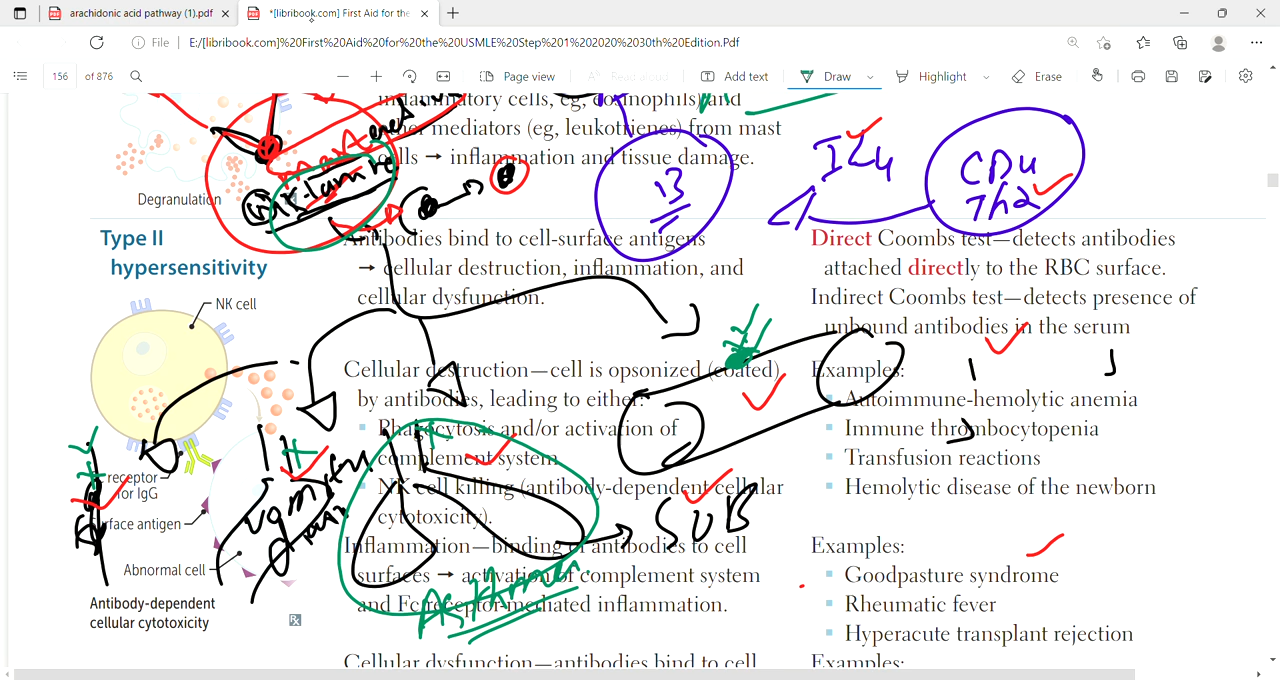 arachidonic acid pathway (1).pdf
*[libribook.com] First Aid for the
File
E:/[libribook.com]%20First%20Aid%20for%20the%20USMLE%20Step%201%202020%2030th%20Edition.Pdf
156 of 876
Page view
Read aloud
Add text
Draw
Highlight
Erase
inflammatory cells, eg, eosinophils) and
other mediators (eg, leukotrienes) from mast
cells → inflammation and tissue damage.
Degranulation
13
IL4
CD4
Th2
Type II
hypersensitivity
Antibodies bind to cell-surface antigens
→ cellular destruction, inflammation, and
cellular dysfunction.
Direct Coombs test—detects antibodies
attached directly to the RBC surface.
Indirect Coombs test—detects presence of
unbound antibodies in the serum
NK cell
Cellular destruction—cell is opsonized (coated)
by antibodies, leading to either:
Phagocytosis and/or activation of
complement system
NK cell killing (antibody-dependent cellular
cytotoxicity).
Examples:
Autoimmune-hemolytic anemia
Immune thrombocytopenia
Transfusion reactions
Hemolytic disease of the newborn
receptor
for IgG
Surface antigen
Abnormal cell
SOB
Asthma
Antibody-dependent
cellular cytotoxicity
Inflammation—binding of antibodies to cell
surfaces → activation of complement system
and Fc receptor-mediated inflammation.
Examples:
Goodpasture syndrome
Rheumatic fever
Hyperacute transplant rejection
Cellular dysfunction—antibodies bind to cell
Examples: